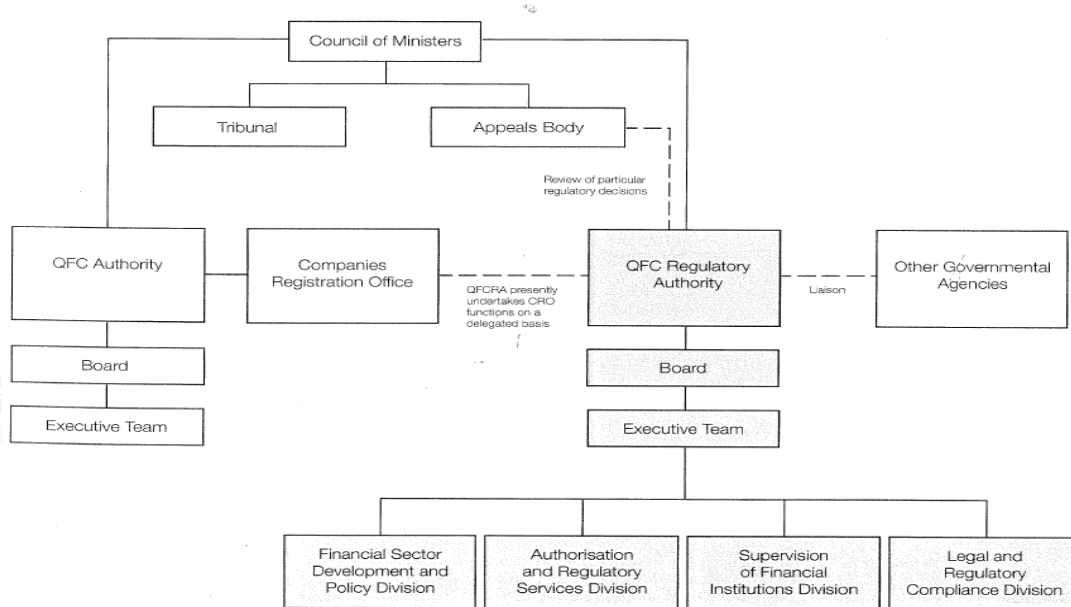 Council of Ministers
Tribunal
Appeals Body
Review of particular
regulatory decisions
QFC Authority
Companies
Registration Office
QFCRA presently
undertakes CRO
functions on a
delegated basis
QFC Regulatory
Authority
Liaison
Other Governmental
Agencies
Board
Executive Team
Board
Executive Team
Financial Sector
Development and
Policy Division
Authorisation
and Regulatory
Services Division
Supervision
of Financial
Institutions Division
Legal and
Regulatory
Compliance Division